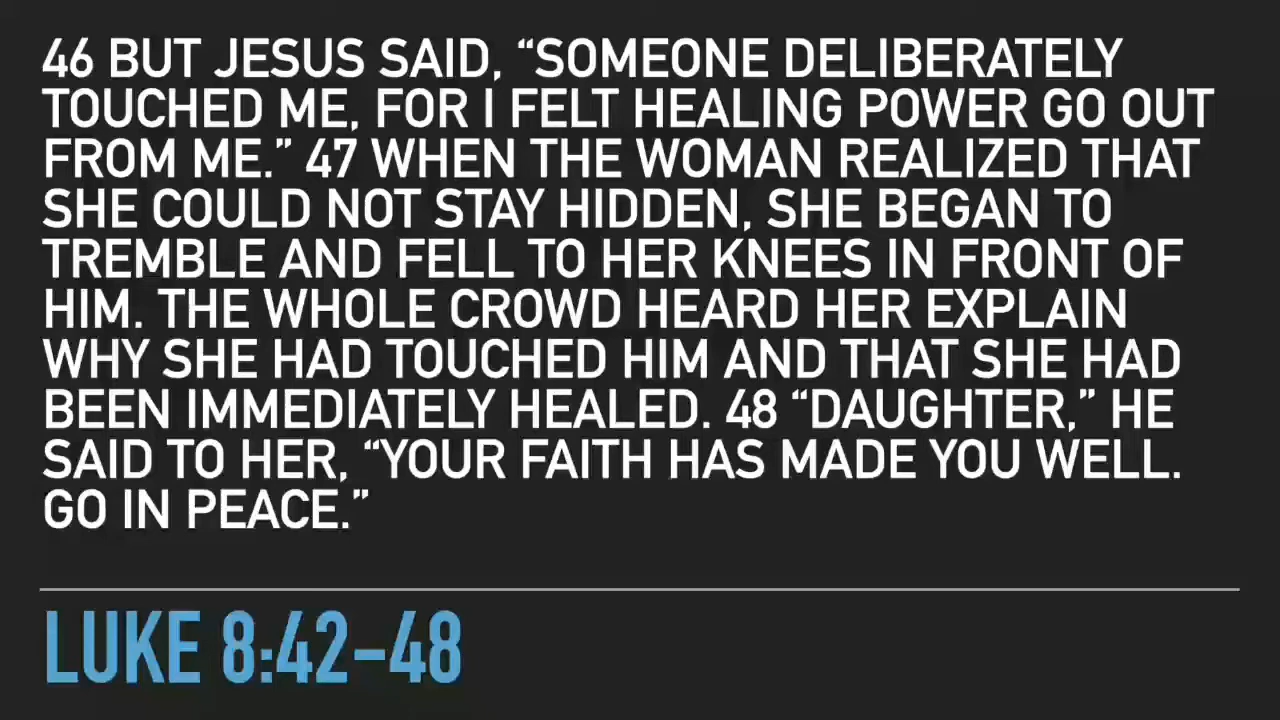 46 BUT JESUS SAID, “SOMEONE DELIBERATELY
TOUCHED ME, FOR I FELT HEALING POWER GO OUT
FROM ME.” 47 WHEN THE WOMAN REALIZED THAT
SHE COULD NOT STAY HIDDEN, SHE BEGAN TO
TREMBLE AND FELL TO HER KNEES IN FRONT OF
HIM. THE WHOLE CROWD HEARD HER EXPLAIN
WHY SHE HAD TOUCHED HIM AND THAT SHE HAD
BEEN IMMEDIATELY HEALED. 48 “DAUGHTER,” HE
SAID TO HER, “YOUR FAITH HAS MADE YOU WELL.
GO IN PEACE.”
LUKE 8:42–48